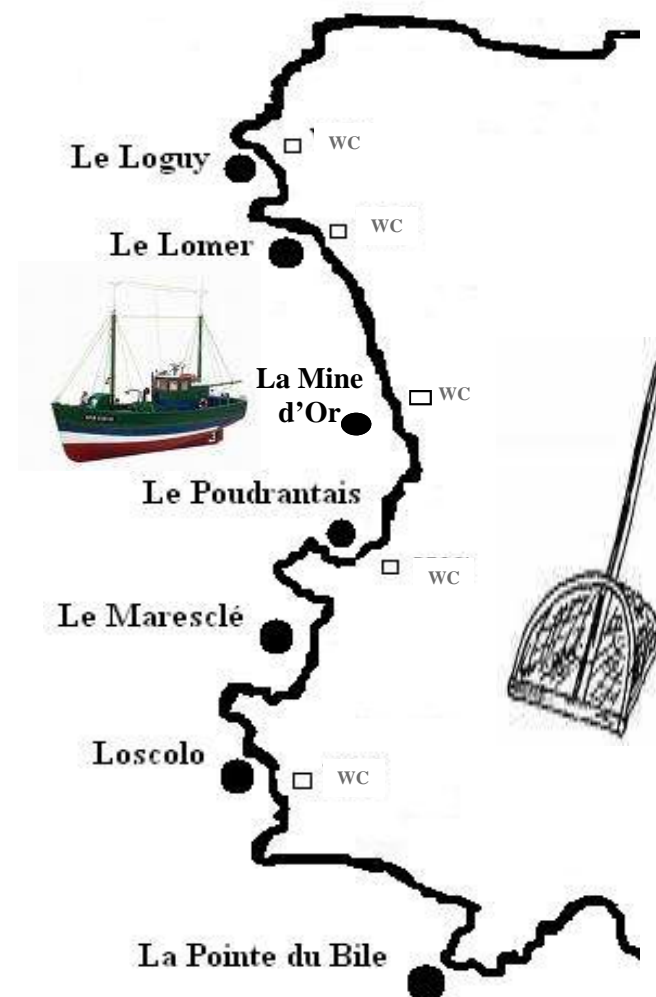 WC
Le Loguy
WC
Le Lomer
La Mine
d'Or
WC
Le Poudrantais
WC
Le Maresclé
Loscolo
WC
La Pointe du Bile